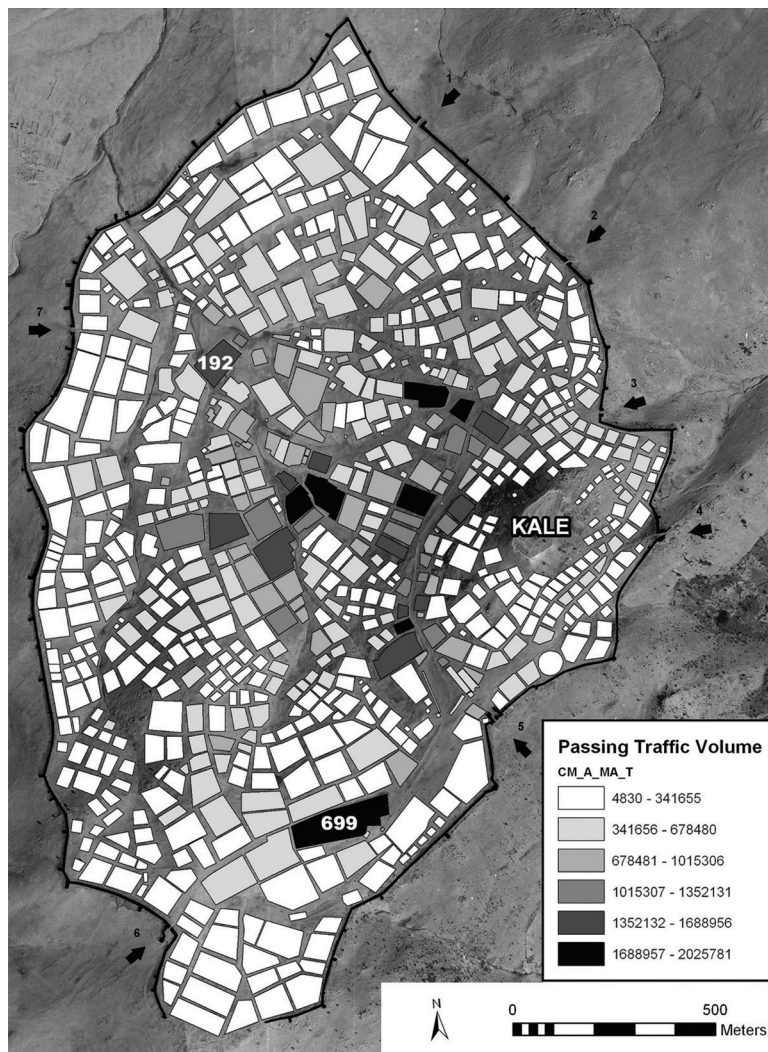 1
2
7
192
3
KALE
4
5
Passing Traffic Volume
CM_A_MA_T
4830 - 341655
341656 - 678480
678481 - 1015306
1015307 - 1352131
1352132 - 1688956
1688957 - 2025781
699
6
N
0 500
Meters